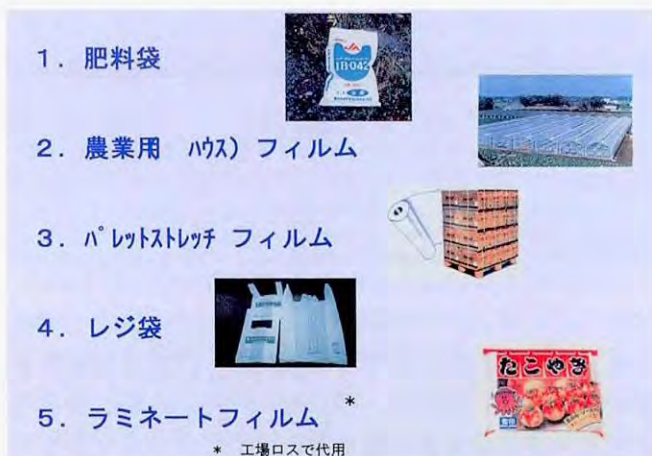 1. 肥料袋
JA
IB042
2. 農業用 ハウス) フィルム
3. パレットストレッチ フィルム
4. レジ袋
たこやき
5. ラミネートフィルム *
* 工場ロスで代用